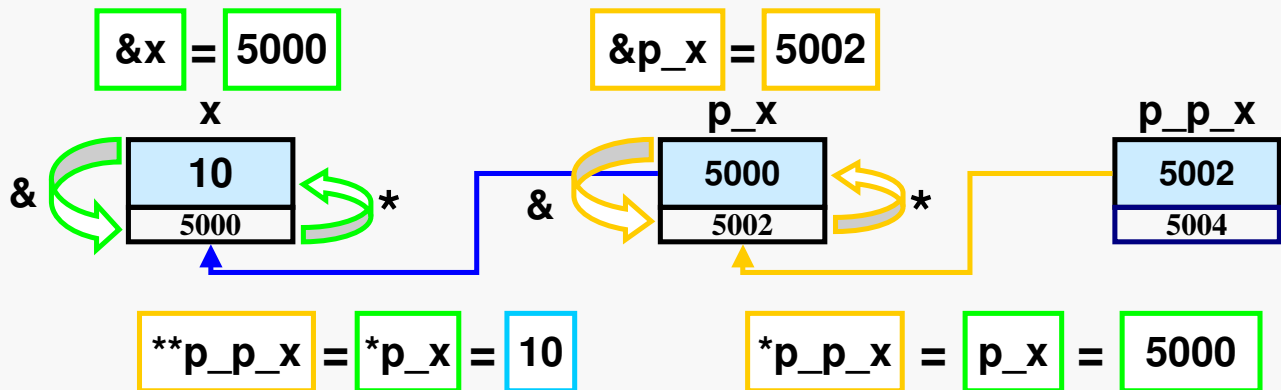 &x = 5000 &p_x = 5002
x p_x p_p_x
10 5000 5002
& * & *
5000 5002 5004
**p_p_x = *p_x = 10 *p_p_x = p_x = 5000